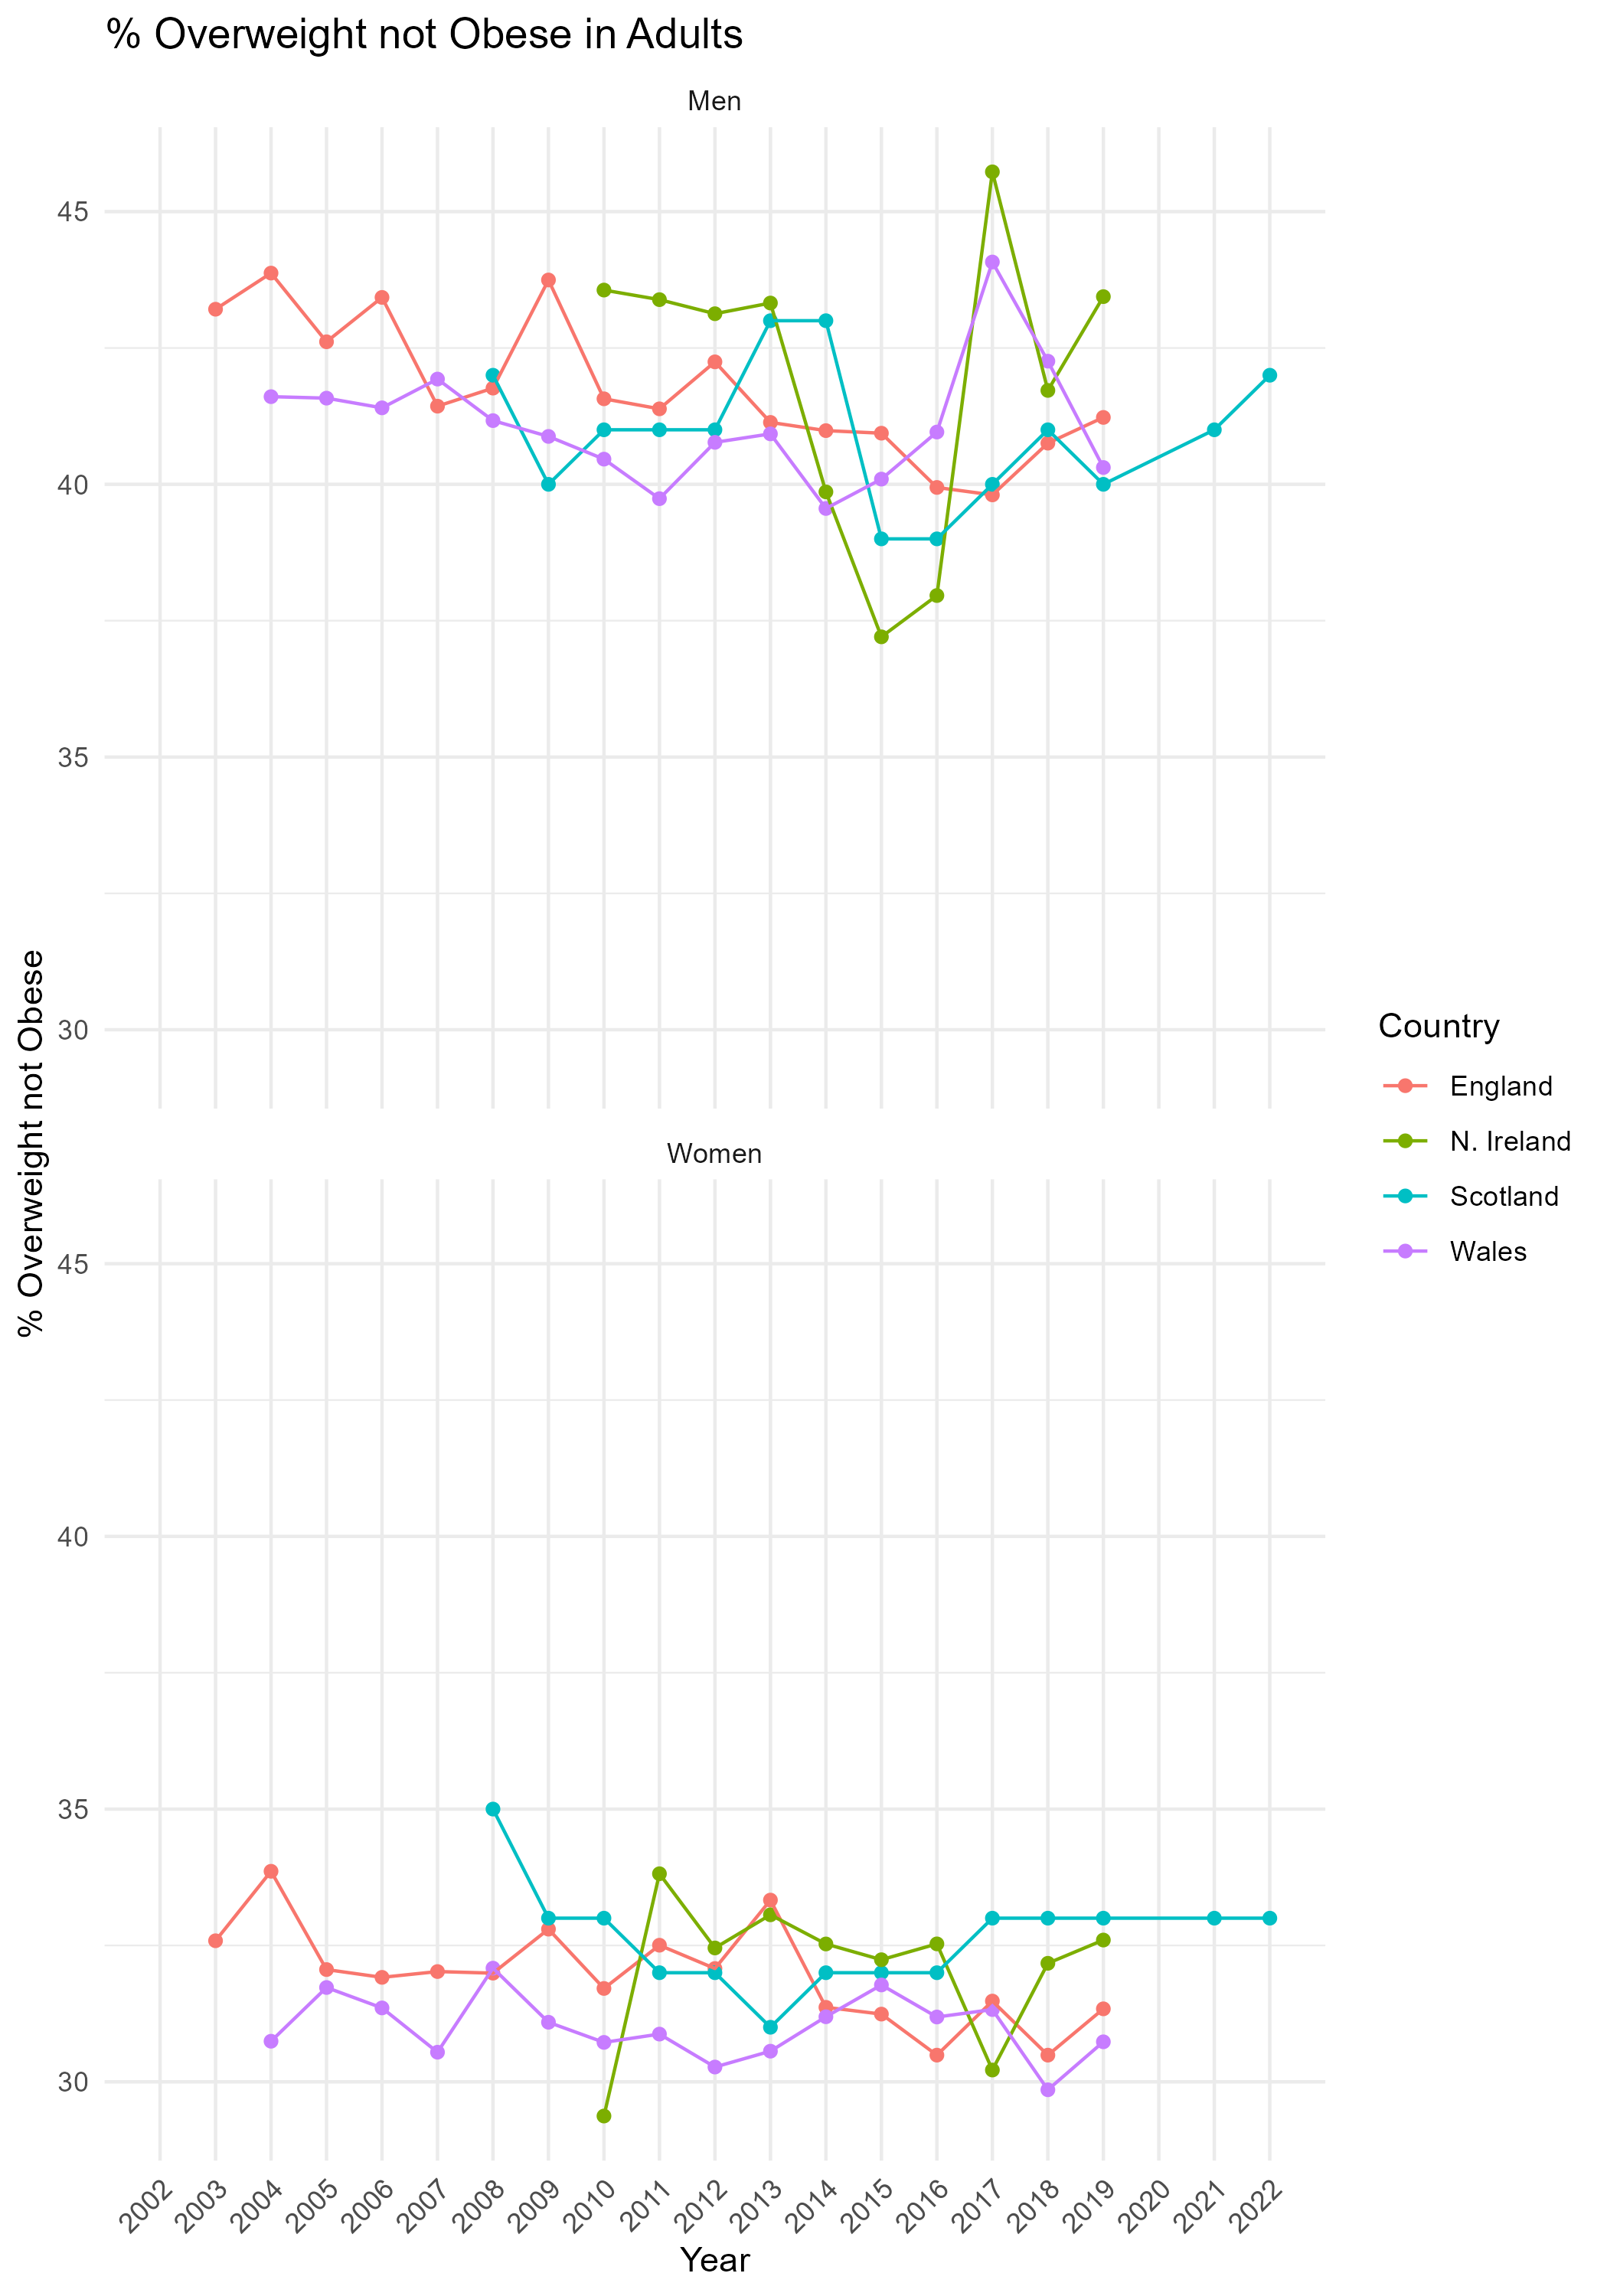 % Overweight not Obese in Adults
Men
45
40
35
30
% Overweight not Obese
Women
45
40
35
30
2002 2003 2004 2005 2006 2007 2008 2009 2010 2011 2012 2013 2014 2015 2016 2017 2018 2019 2020 2021 2022
Year
Country
England
N. Ireland
Scotland
Wales